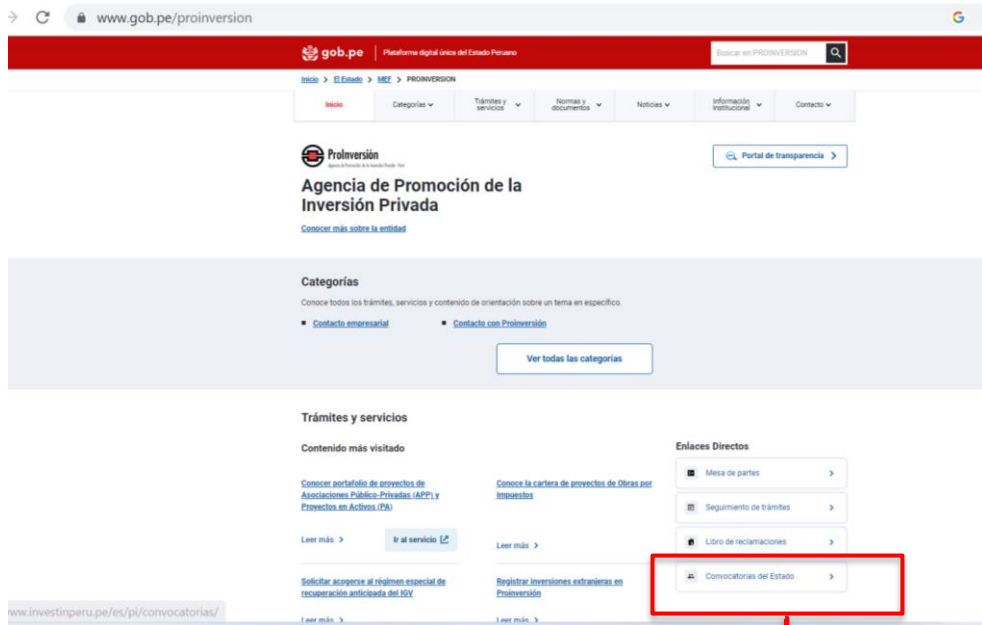 www.gob.pe/proinversion
gob.pe
Plataforma digital única del Estado Peruano
Buscar en PROINVERSION
Inicio > El Estado > MEF > PROINVERSION
Inicio
Categorías
Trámites y servicios
Normas y documentos
Noticias
Información institucional
Contacto
ProInversión
Portal de transparencia >
Agencia de Promoción de la
Inversión Privada
Conocer más sobre la entidad
Categorías
Conoce todos los trámites, servicios y contenido de orientación sobre un tema en específico.
Contacto empresarial
Contacto con Proinversión
Ver todas las categorías
Trámites y servicios
Contenido más visitado
Conocer portafolio de proyectos de
Asociaciones Público-Privadas (APP) y
Proyectos en Activos (PA)
Leer más >
Ir al servicio
Conoce la cartera de proyectos de Obras por
Impuestos
Leer más >
Solicitar acogerse al régimen especial de
recuperación anticipada del IGV
Leer más >
Registrar inversiones extranjeras en
Proinversión
Leer más >
Enlaces Directos
Mesa de partes >
Seguimiento de trámites >
Libro de reclamaciones >
Convocatorias del Estado >
www.investinperu.pe/es/pi/convocatorias/